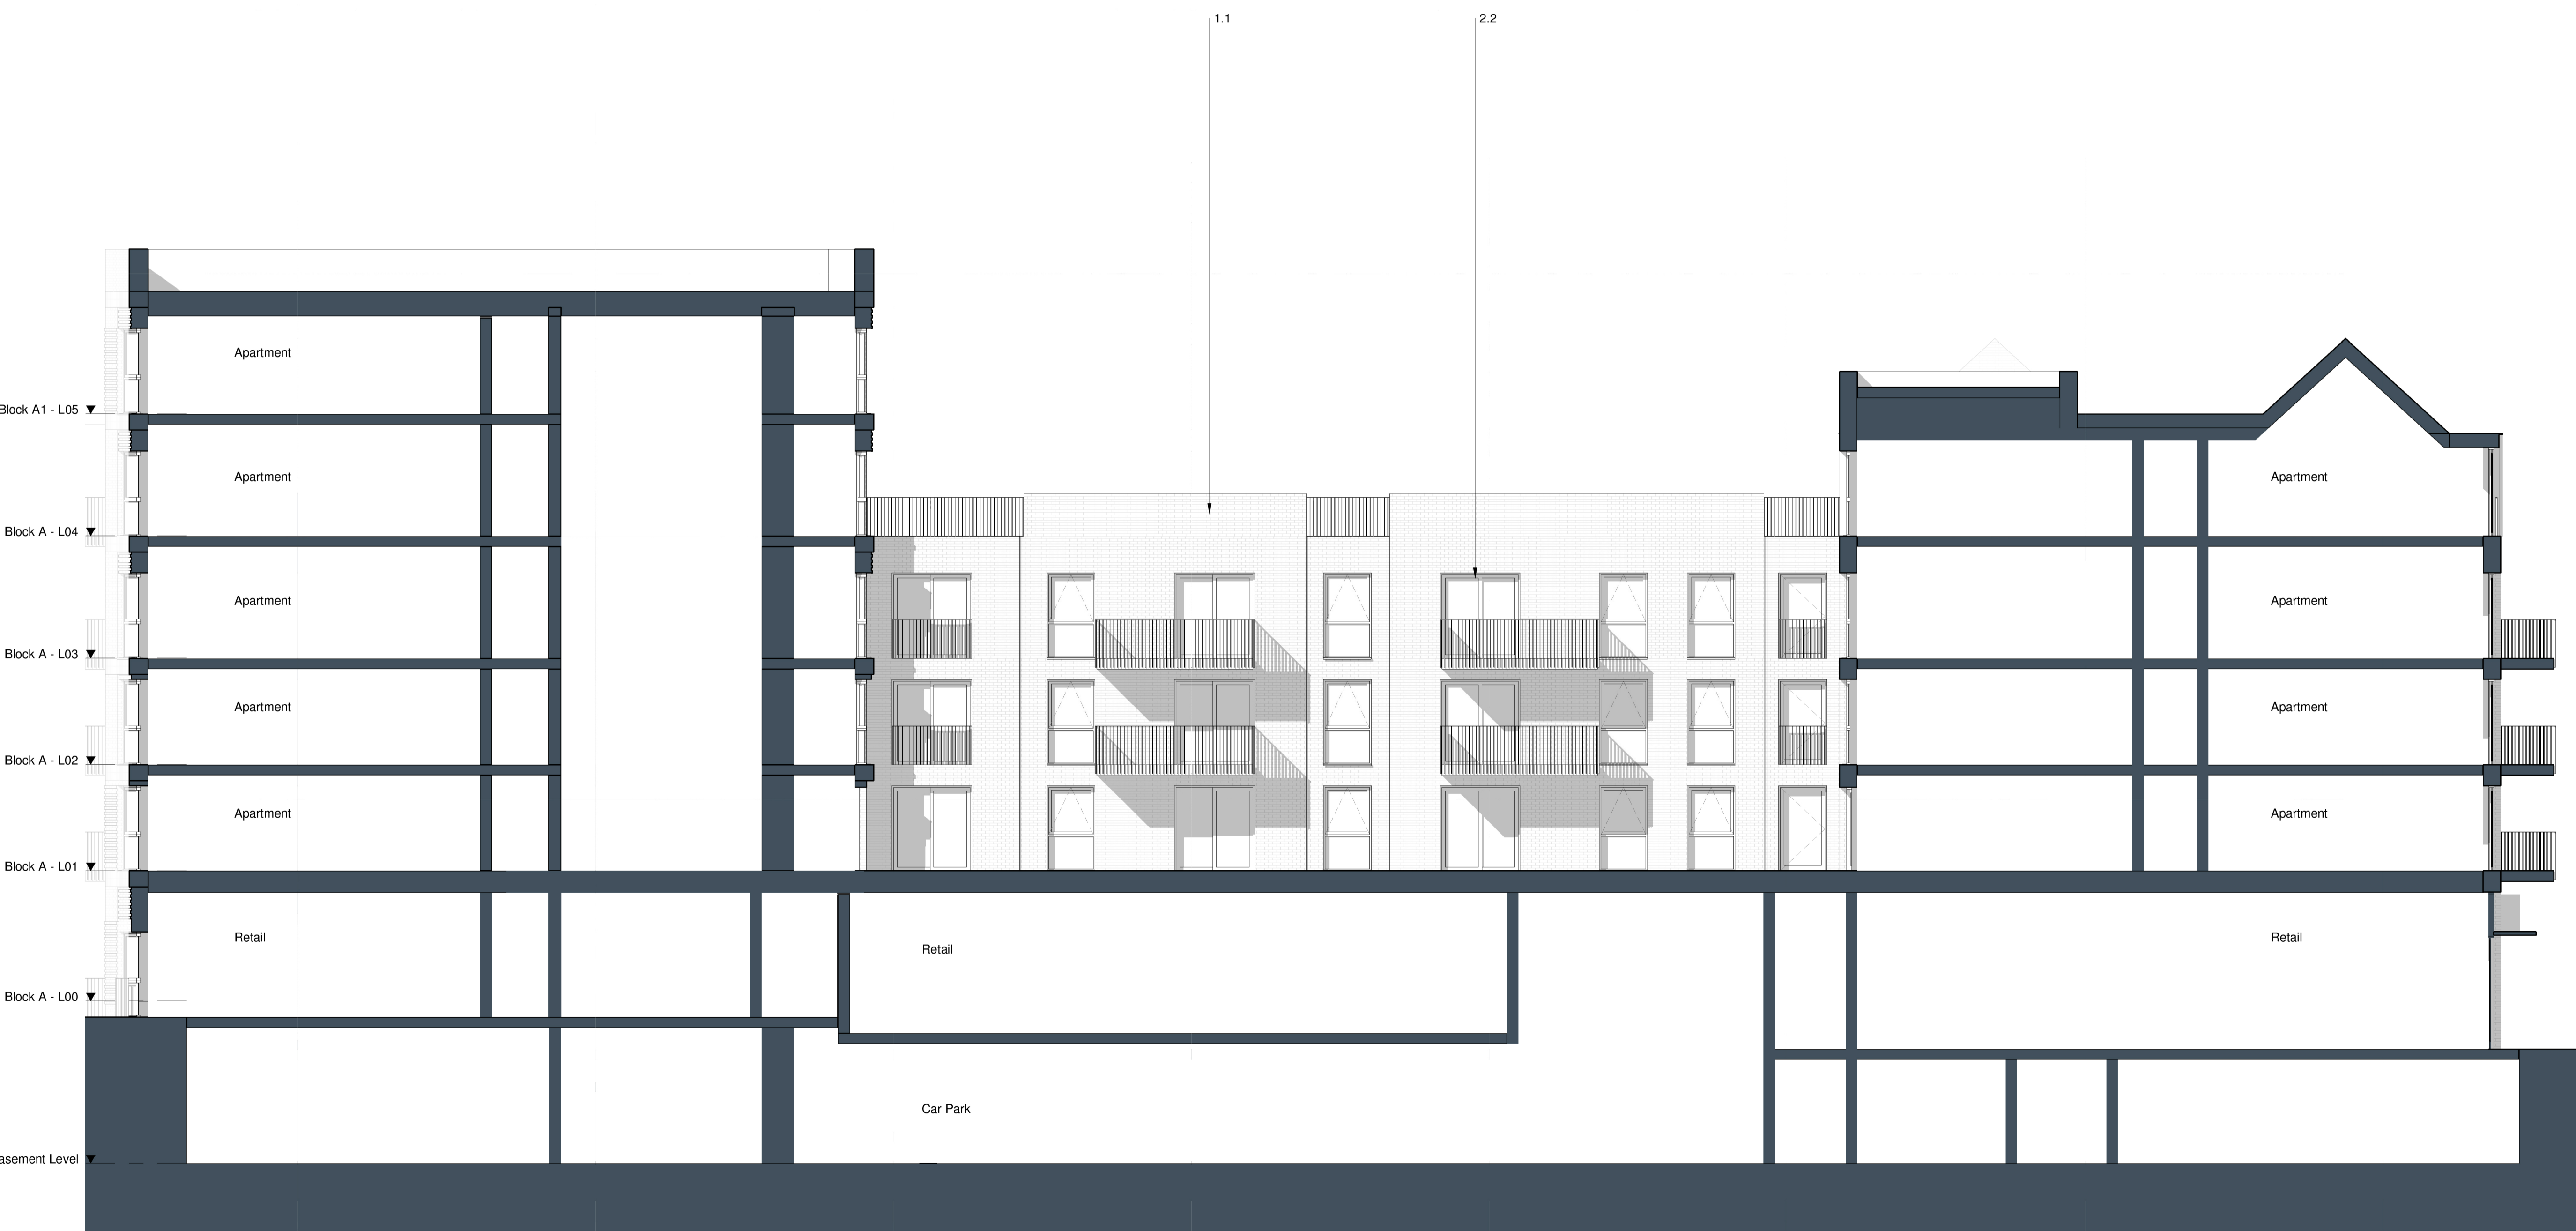 1.1 2.2
Apartment
Block A1 - L05
Apartment Apartment
Block A - L04
Apartment Apartment
Block A - L03
Apartment Apartment
Block A - L02
Apartment Apartment
Block A - L01
Retail Retail Retail
Block A - L00
Car Park
asement Level